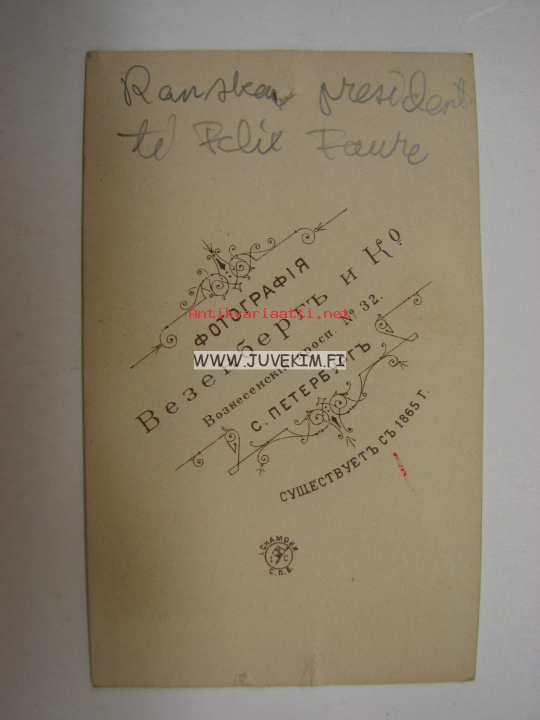 Ranskan president
ti Felix Faure
ФОТОГРАФІЯ
Antikvariaatti.net
Везенбергъ и Кº
WWW.JUVEKIM.FI
Вознесенскій просп. № 32.
С. ПЕТЕРБУРГЪ
СУЩЕСТВУЕТЪ СЪ 1865 Г.
С.П.Б.